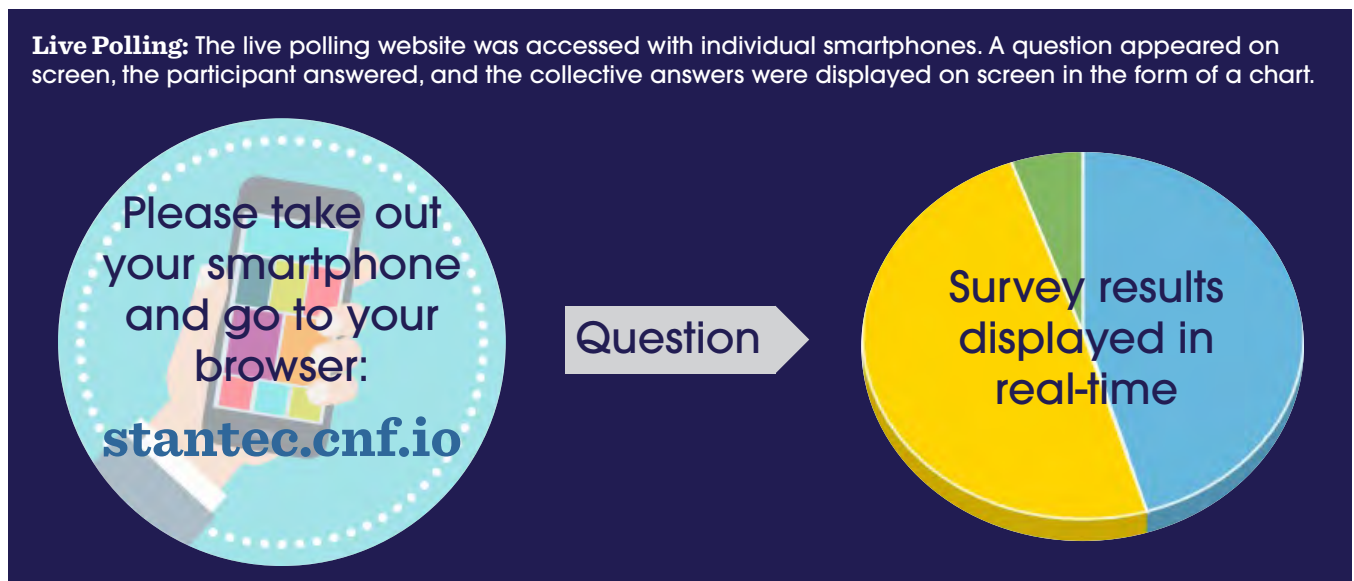 Live Polling: The live polling website was accessed with individual smartphones. A question appeared on
screen, the participant answered, and the collective answers were displayed on screen in the form of a chart.
Please take out
your smartphone
and go to your
browser:
stantec.cnf.io
Question
Survey results
displayed in
real-time